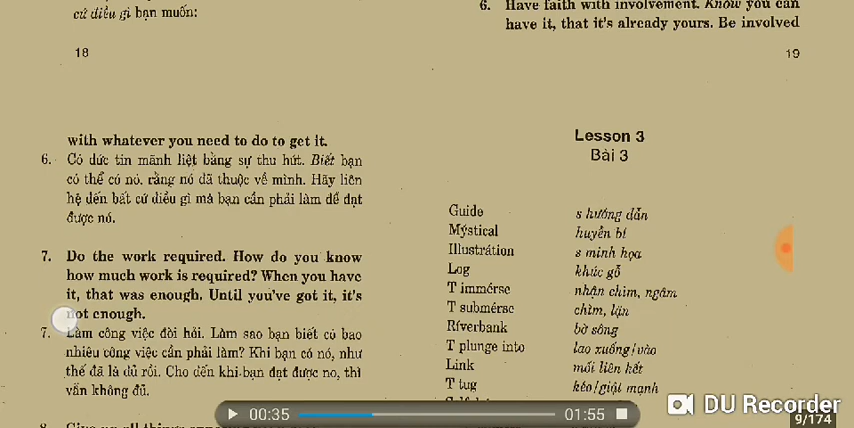 cứ điều gì bạn muốn:
18
6. Have faith with involvement. Know you can
have it, that it's already yours. Be involved
19
with whatever you need to do to get it.
6. Có đức tin mãnh liệt bằng sự thu hút. Biết bạn
có thể có nó, rằng nó đã thuộc về mình. Hãy liên
hệ đến bất cứ điều gì mà bạn cần phải làm để đạt
được nó.
7. Do the work required. How do you know
how much work is required? When you have
it, that was enough. Until you've got it, it's
not enough.
7. Làm công việc đòi hỏi. Làm sao bạn biết có bao
nhiêu công việc cần phải làm? Khi bạn có nó, như
thế đã là đủ rồi. Cho đến khi bạn đạt được nó, thì
vẫn không đủ.
Lesson 3
Bài 3
Guide s hướng dẫn
Mýstical huyền bí
Illustrátion s minh họa
Log khúc gỗ
T immérse nhận chìm, ngâm
T submérse chìm, lặn
Ríverbank bờ sông
T plunge into lao xuống/vào
Link mối liên kết
T tug kéo/giật mạnh
00:35
01:55
DU Recorder
9/174